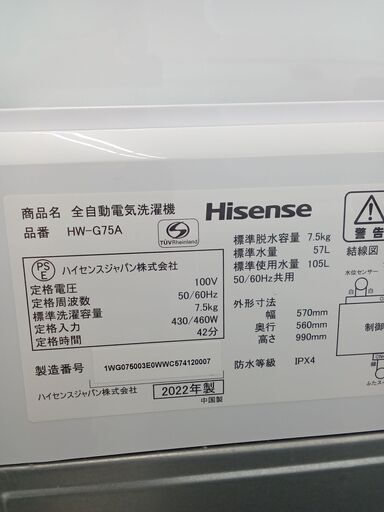 商品名 全自動電気洗濯機
品番 HW-G75A
TÜVRheinland
Hisense
PS
E
ハイセンスジャパン株式会社
定格電圧 100V
定格周波数 50/60Hz
標準洗濯容量 7.5kg
定格入力 430/460W
定格時間 42分
製造番号 1WG075003E0WWC574120007
ハイセンスジャパン株式会社
2022年製
中国製
標準脱水容量 7.5kg
標準水量 57L
標準使用水量 105L
50/60Hz共用
外形寸法
幅 570mm
奥行 560mm
高さ 990mm
防水等級 IPX4
結線図
水位センサー
白 白
制御
ふたス